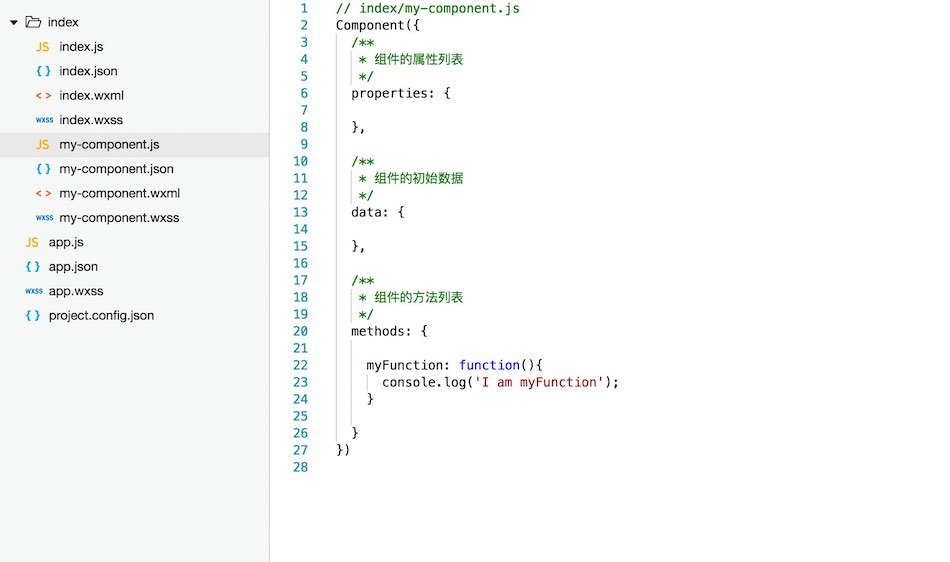 index
JS index.js
{ } index.json
< > index.wxml
wxss index.wxss
JS my-component.js
{ } my-component.json
< > my-component.wxml
wxss my-component.wxss
JS app.js
{ } app.json
wxss app.wxss
{ } project.config.json
1 // index/my-component.js
2 Component({
3 /**
4 * 组件的属性列表
5 */
6 properties: {
7
8 },
9
10 /**
11 * 组件的初始数据
12 */
13 data: {
14
15 },
16
17 /**
18 * 组件的方法列表
19 */
20 methods: {
21
22 myFunction: function(){
23 console.log('I am myFunction');
24 }
25
26 }
27 })
28